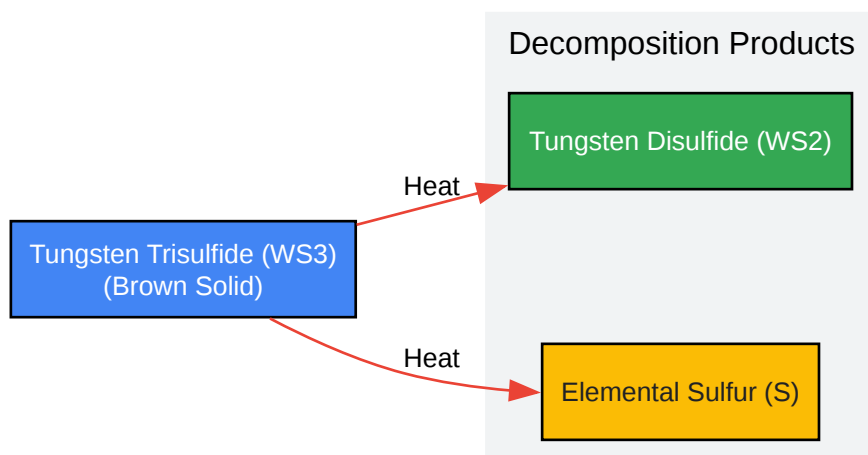 Decomposition Products
Tungsten Disulfide (WS2)
Heat
Tungsten Trisulfide (WS3)
(Brown Solid)
Heat
Elemental Sulfur (S)